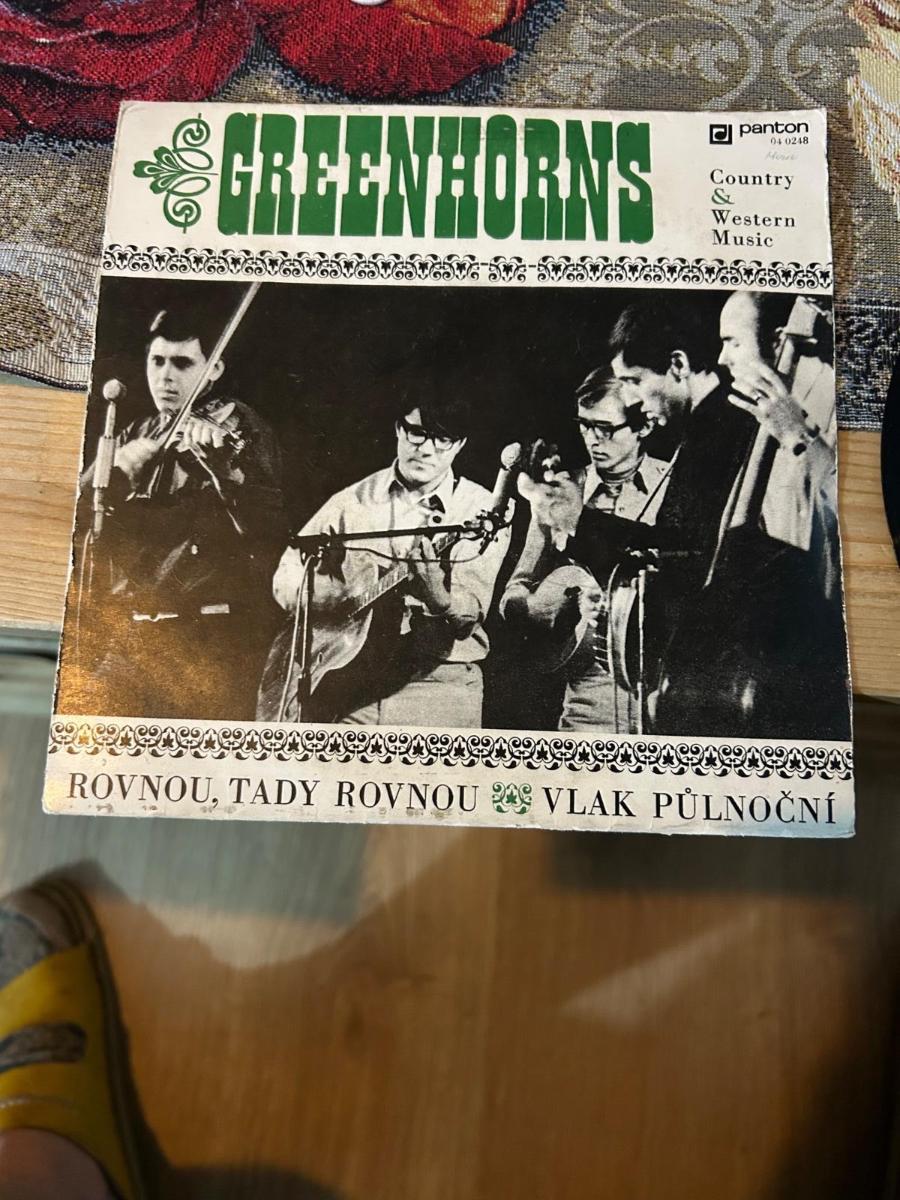 GREENHORNS
panton
04 0248
Country
&
Western
Music
ROVNOU, TADY ROVNOU VLAK PŮLNOČNÍ